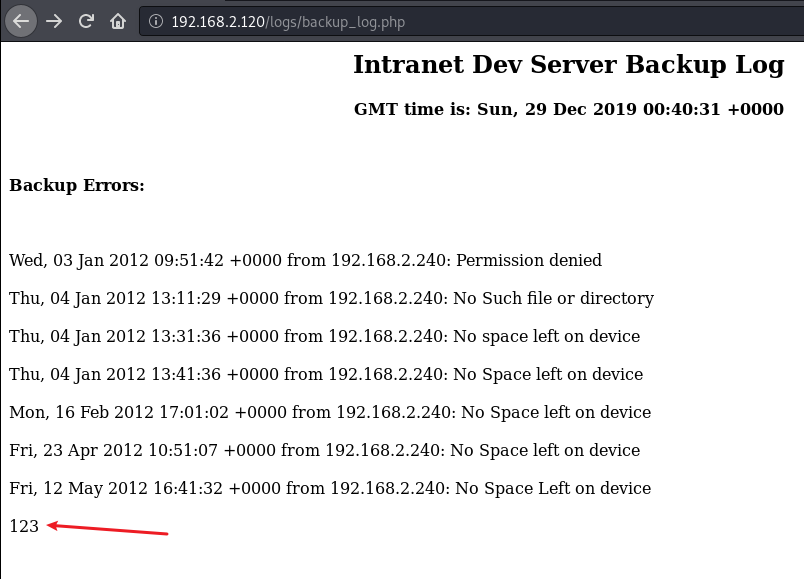 192.168.2.120/logs/backup_log.php
Intranet Dev Server Backup Log
GMT time is: Sun, 29 Dec 2019 00:40:31 +0000
Backup Errors:
Wed, 03 Jan 2012 09:51:42 +0000 from 192.168.2.240: Permission denied
Thu, 04 Jan 2012 13:11:29 +0000 from 192.168.2.240: No Such file or directory
Thu, 04 Jan 2012 13:31:36 +0000 from 192.168.2.240: No space left on device
Thu, 04 Jan 2012 13:41:36 +0000 from 192.168.2.240: No Space left on device
Mon, 16 Feb 2012 17:01:02 +0000 from 192.168.2.240: No Space left on device
Fri, 23 Apr 2012 10:51:07 +0000 from 192.168.2.240: No Space left on device
Fri, 12 May 2012 16:41:32 +0000 from 192.168.2.240: No Space Left on device
123